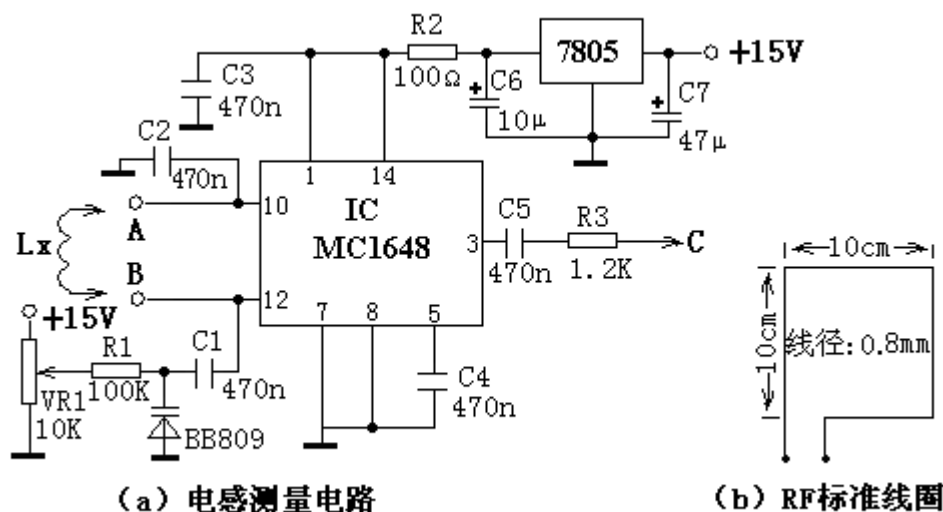 R2
100Ω
7805
+15V
C3
470n
C6
10μ
C7
47μ
C2
470n
1
14
10
IC
MC1648
3
12
7
8
5
A
B
Lx
C5
470n
R3
1.2K
C
+15V
R1
100K
C1
470n
VR1
10K
BB809
C4
470n
10cm
10cm
线径:0.8mm
(a)电感测量电路
(b)RF标准线圈